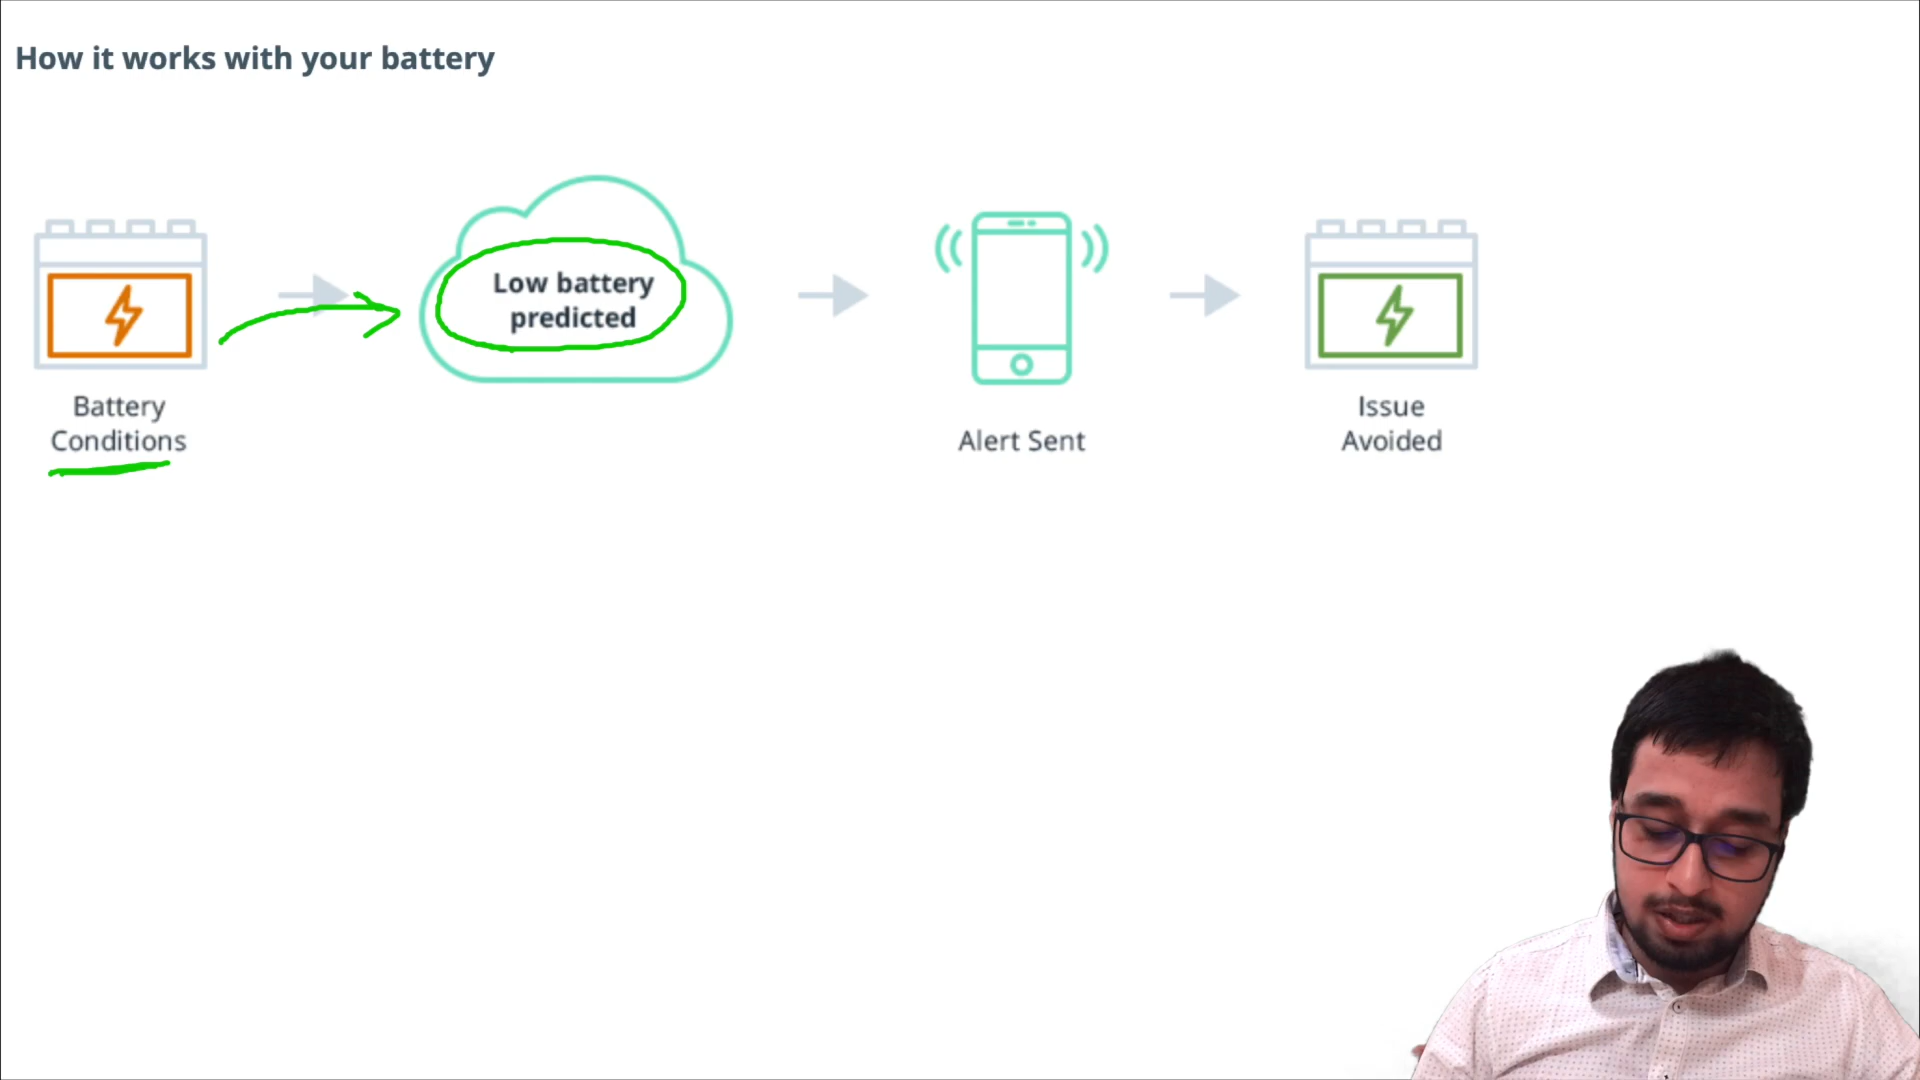 How it works with your battery
Low battery
predicted
Battery
Conditions
Alert Sent
Issue
Avoided